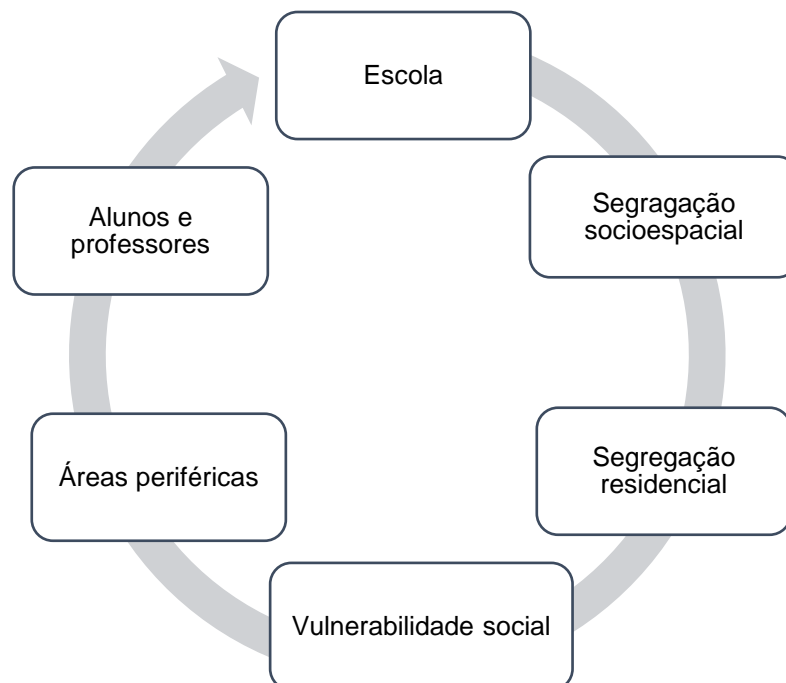 Escola
Segragação
socioespacial
Segregação
residencial
Vulnerabilidade social
Áreas periféricas
Alunos e
professores